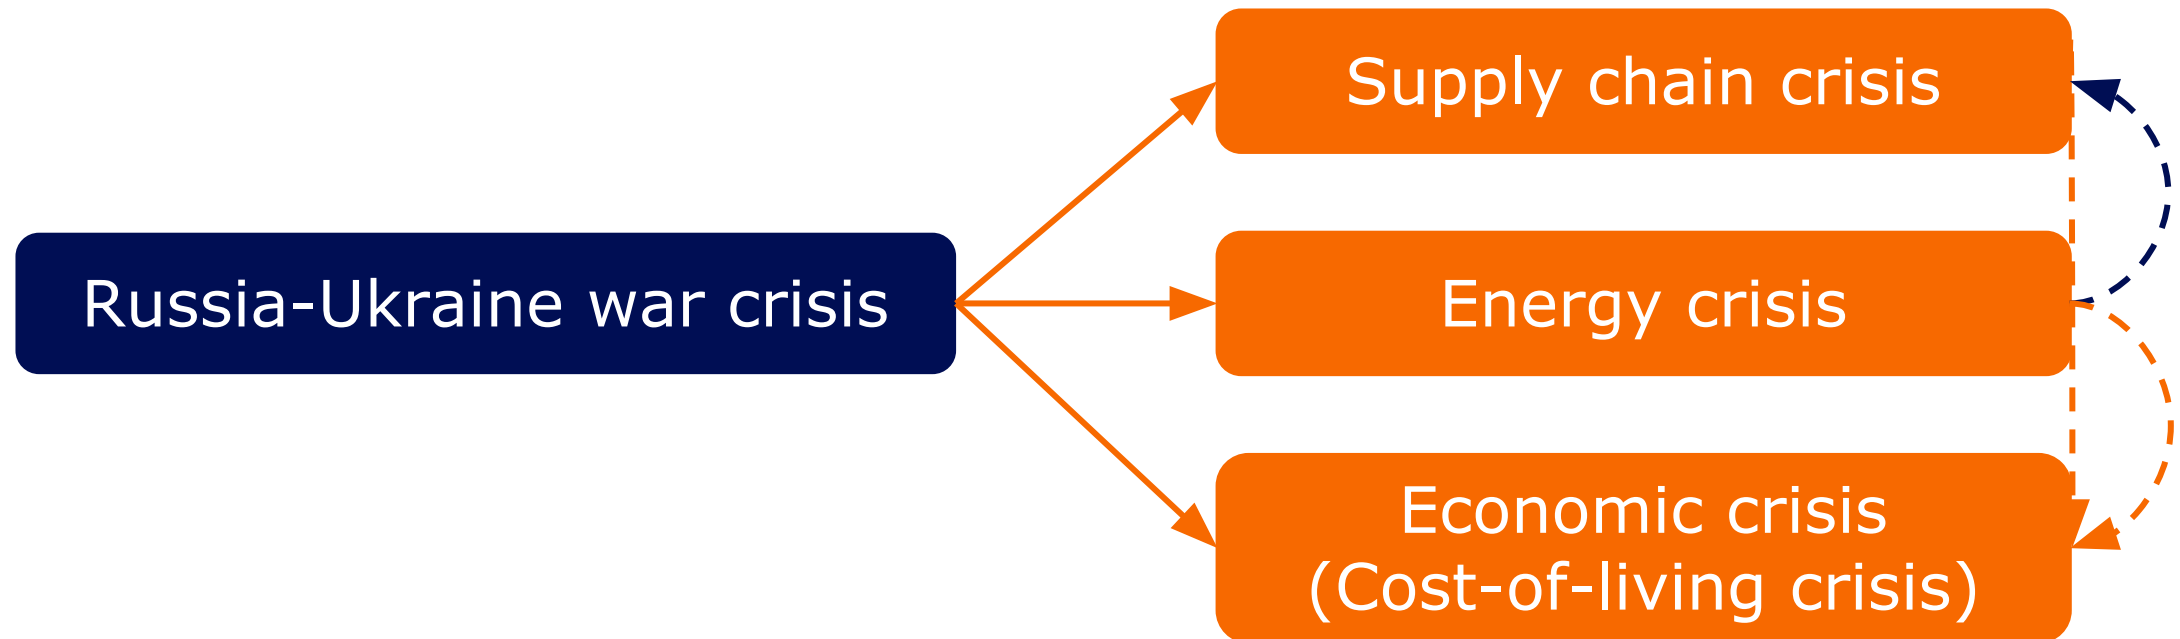 Supply chain crisis
Russia-Ukraine war crisis
Energy crisis
Economic crisis
(Cost-of-living crisis)